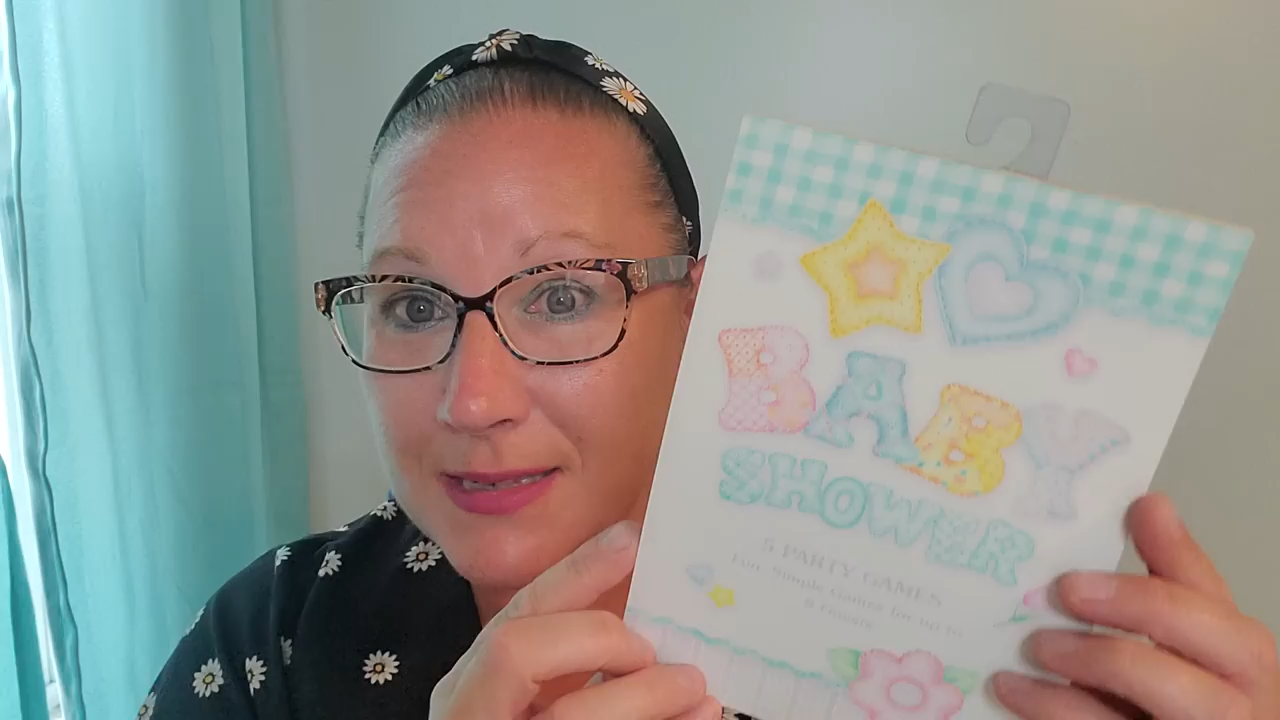 BABY
SHOWER
5 PARTY GAMES
Fun, Simple Games for up to
8 Guests